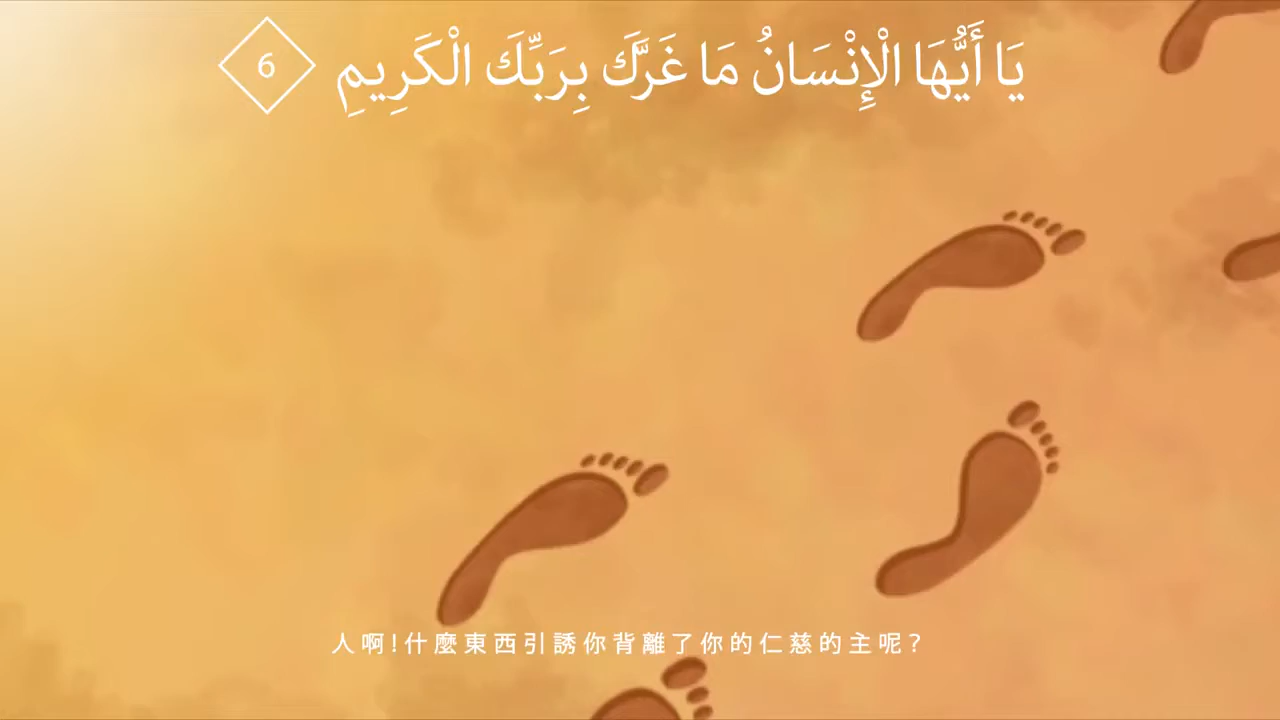 يَا أَيُّهَا الْإِنْسَانُ مَا غَرَّكَ بِرَبِّكَ الْكَرِيمِ 6
人啊!什麼東西引誘你背離了你的仁慈的主呢?